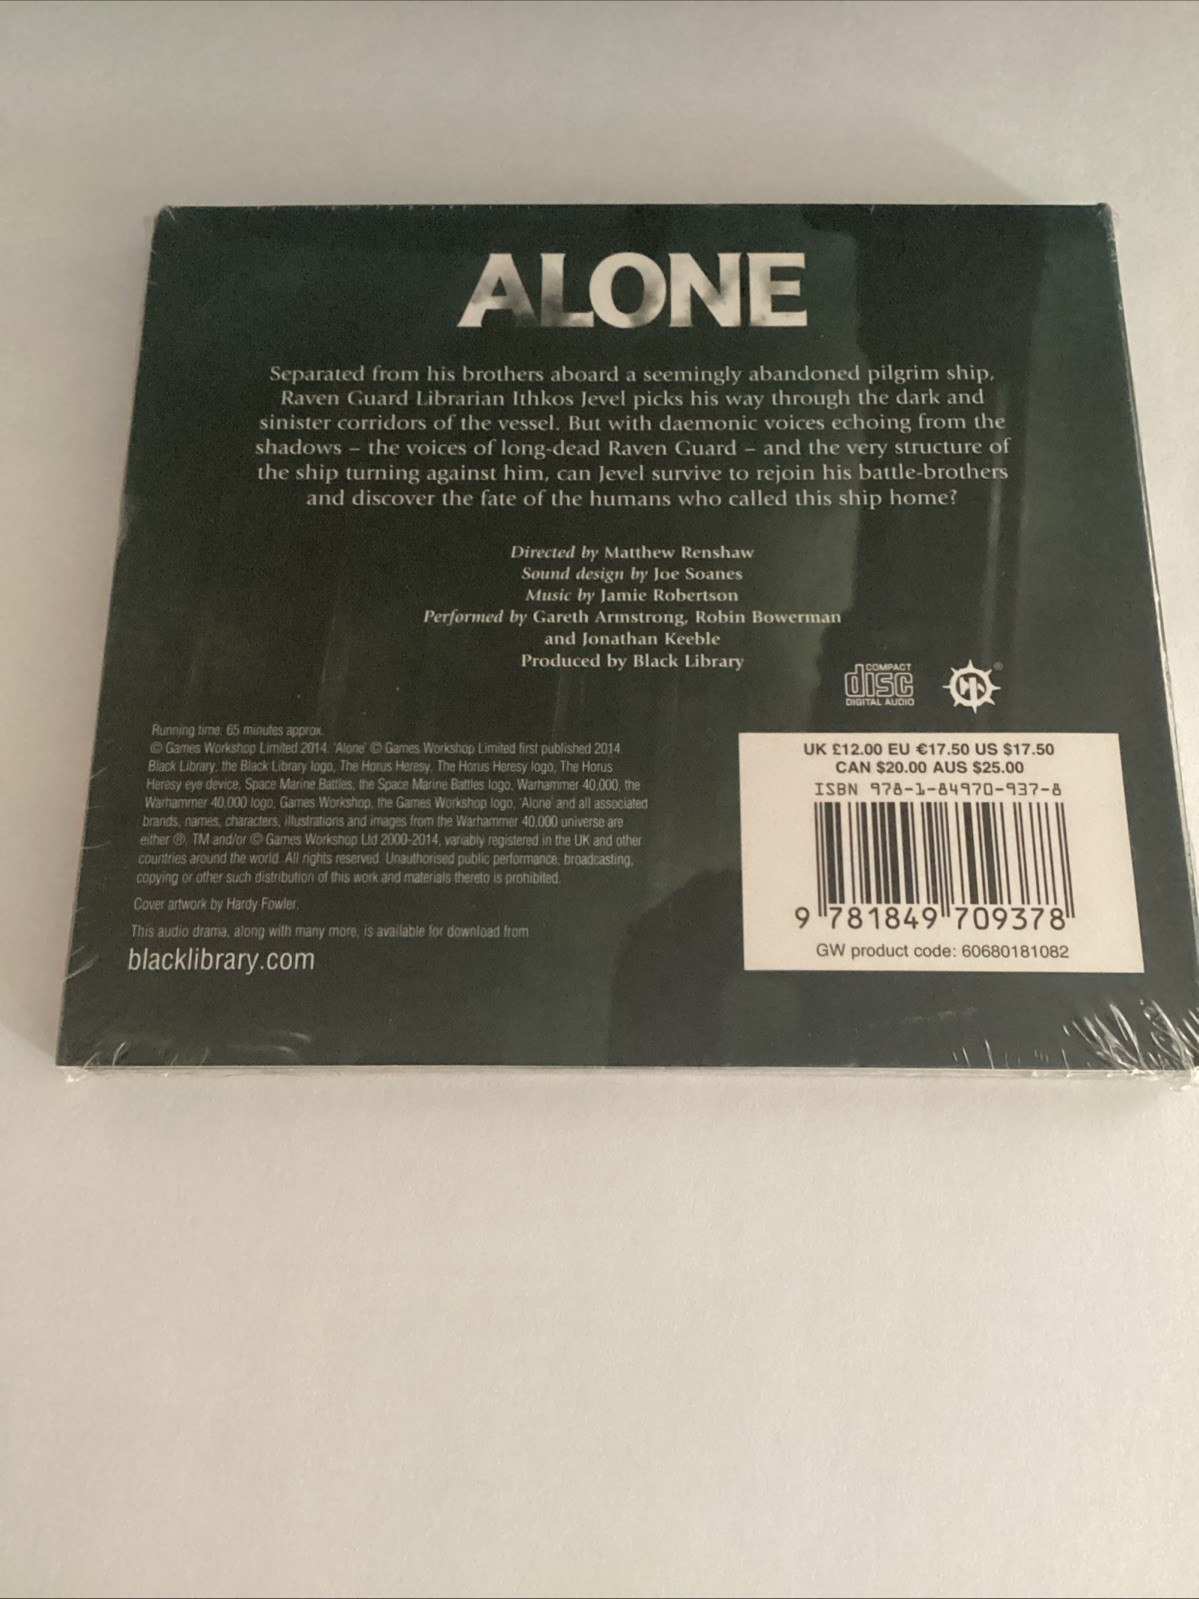 ALONE
Separated from his brothers aboard a seemingly abandoned pilgrim ship,
Raven Guard Librarian Ithkos Jevel picks his way through the dark and
sinister corridors of the vessel. But with daemonic voices echoing from the
shadows – the voices of long-dead Raven Guard – and the very structure of
the ship turning against him, can Jevel survive to rejoin his battle-brothers
and discover the fate of the humans who called this ship home?
Directed by Matthew Renshaw
Sound design by Joe Soanes
Music by Jamie Robertson
Performed by Gareth Armstrong, Robin Bowerman
and Jonathan Keeble
Produced by Black Library
COMPACT
disc
DIGITAL AUDIO
®
Running time: 65 minutes approx.
© Games Workshop Limited 2014. 'Alone' © Games Workshop Limited first published 2014.
Black Library, the Black Library logo, The Horus Heresy, The Horus Heresy logo, The Horus
Heresy eye device, Space Marine Battles, the Space Marine Battles logo, Warhammer 40,000, the
Warhammer 40,000 logo, Games Workshop, the Games Workshop logo, 'Alone' and all associated
brands, names, characters, illustrations and images from the Warhammer 40,000 universe are
either ®, TM and/or © Games Workshop Ltd 2000-2014, variably registered in the UK and other
countries around the world. All rights reserved. Unauthorised public performance, broadcasting,
copying or other such distribution of this work and materials thereto is prohibited.
Cover artwork by Hardy Fowler.
This audio drama, along with many more, is available for download from
blacklibrary.com
UK £12.00 EU €17.50 US $17.50
CAN $20.00 AUS $25.00
ISBN 978-1-84970-937-8
9 781849 709378
GW product code: 60680181082